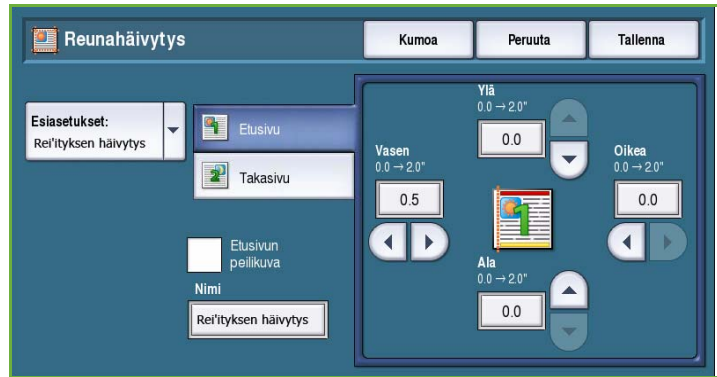 Reunahäivytys
Kumoa
Peruuta
Tallenna
Esiasetukset:
Rei'ityksen häivytys
Etusivu
Takasivu
Etusivun
peilikuva
Nimi
Rei'ityksen häivytys
Ylä
0.0 → 2.0"
0.0
Vasen
0.0 → 2.0"
0.5
Oikea
0.0 → 2.0"
0.0
Ala
0.0 → 2.0"
0.0